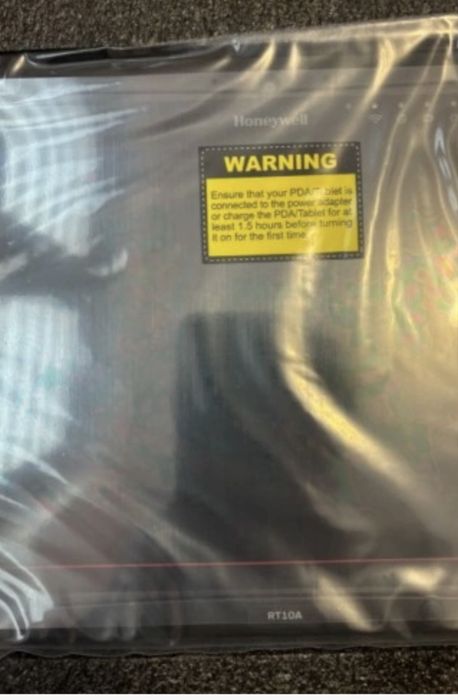 Honeywell
WARNING
Ensure that your PDA/Tablet is
connected to the power adapter
or charge the PDA/Tablet for at
least 1.5 hours before turning
it on for the first time.
RT10A